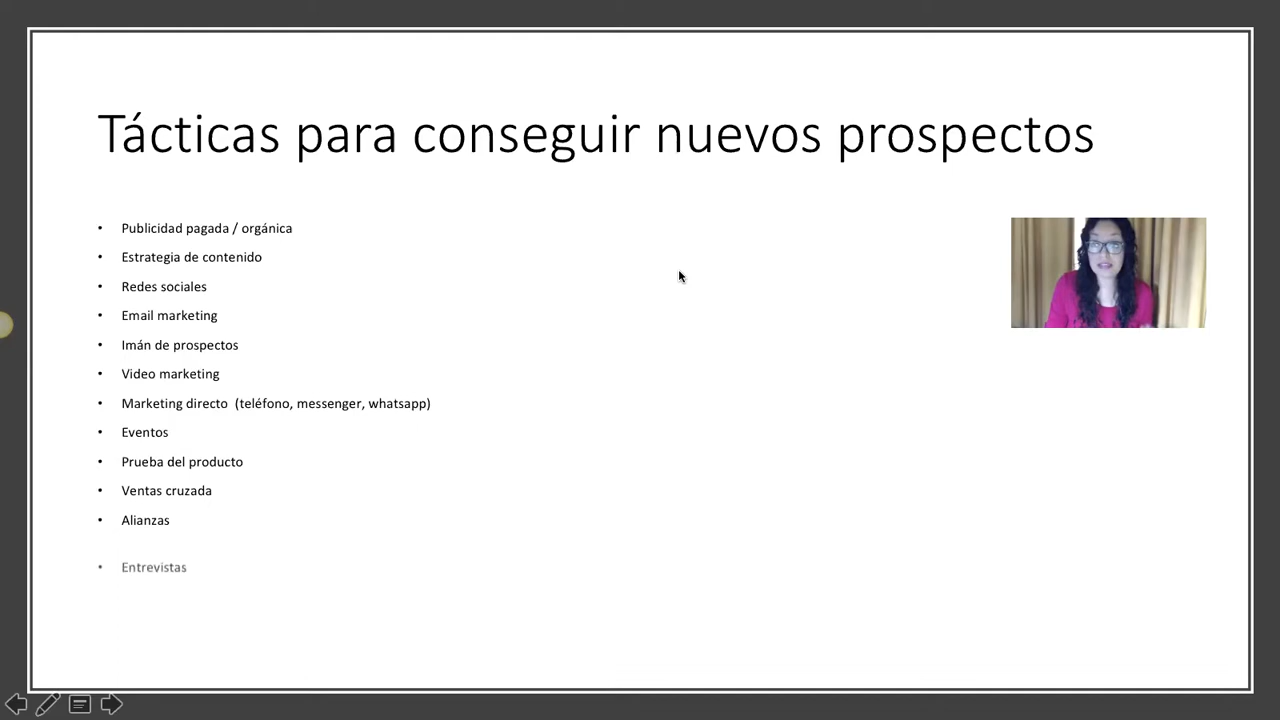 Tácticas para conseguir nuevos prospectos
• Publicidad pagada / orgánica
• Estrategia de contenido
• Redes sociales
• Email marketing
• Imán de prospectos
• Video marketing
• Marketing directo  (teléfono, messenger, whatsapp)
• Eventos
• Prueba del producto
• Ventas cruzada
• Alianzas
• Entrevistas